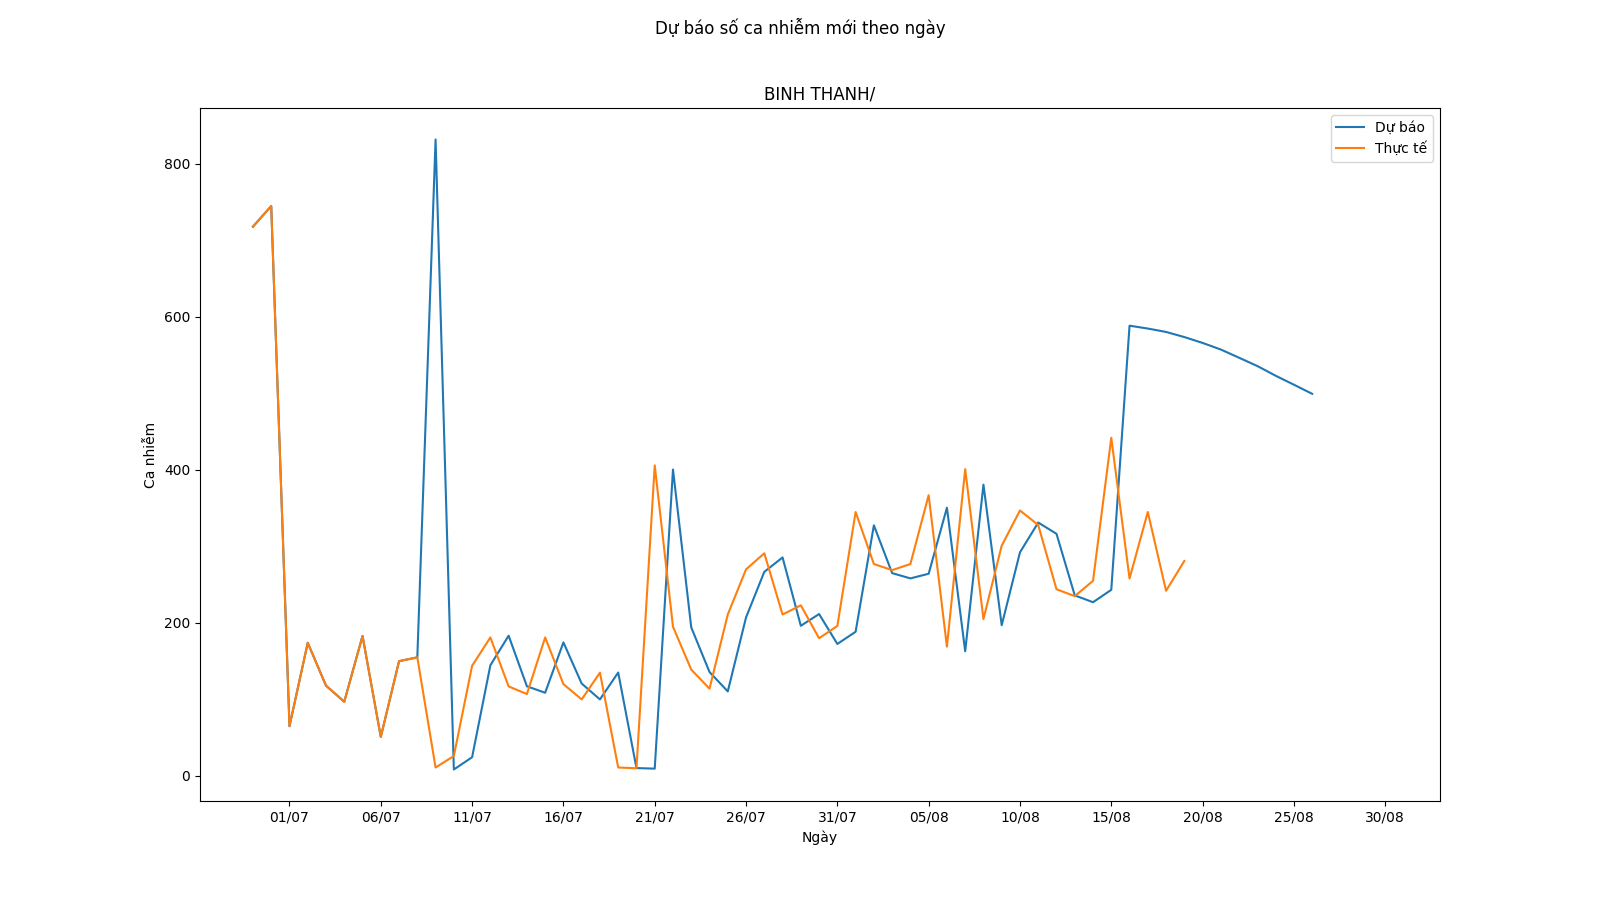 Dự báo số ca nhiễm mới theo ngày
BINH THANH/
Dự báo
Thực tế
800
600
400
200
0
Ca nhiễm
01/07 06/07 11/07 16/07 21/07 26/07 31/07 05/08 10/08 15/08 20/08 25/08 30/08
Ngày